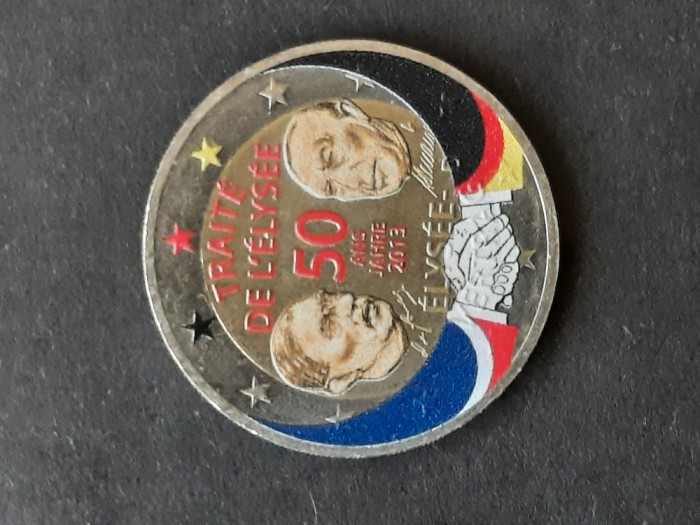 TRAITÉ
DE L'ÉLYSÉE
50
ANS
JAHRE
2013
ÉLYSÉE-